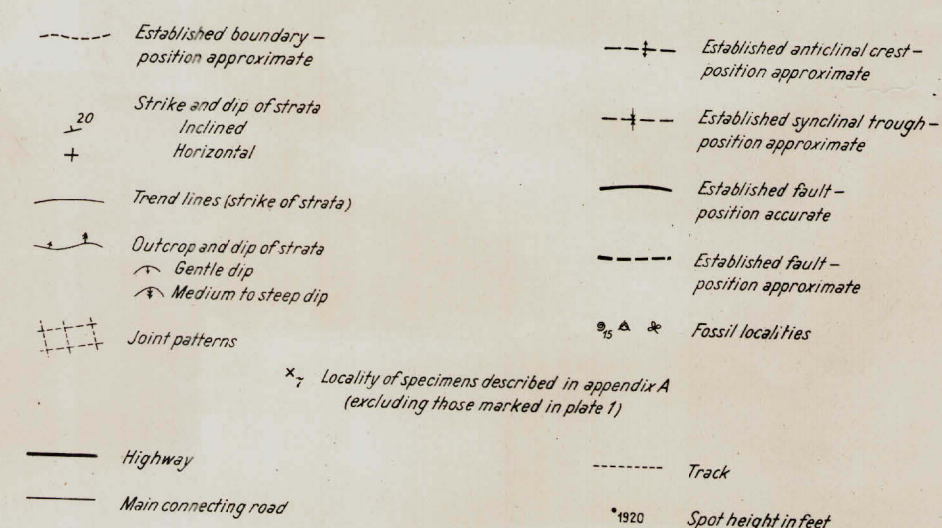 Established boundary –
position approximate
20
Strike and dip of strata
Inclined
Horizontal
Trend lines (strike of strata)
Outcrop and dip of strata
Gentle dip
Medium to steep dip
Joint patterns
Established anticlinal crest –
position approximate
Established synclinal trough –
position approximate
Established fault –
position accurate
Established fault –
position approximate
15 Fossil localities
x 7 Locality of specimens described in appendix A
(excluding those marked in plate 1)
Highway
Main connecting road
Track
1920 Spot height in feet